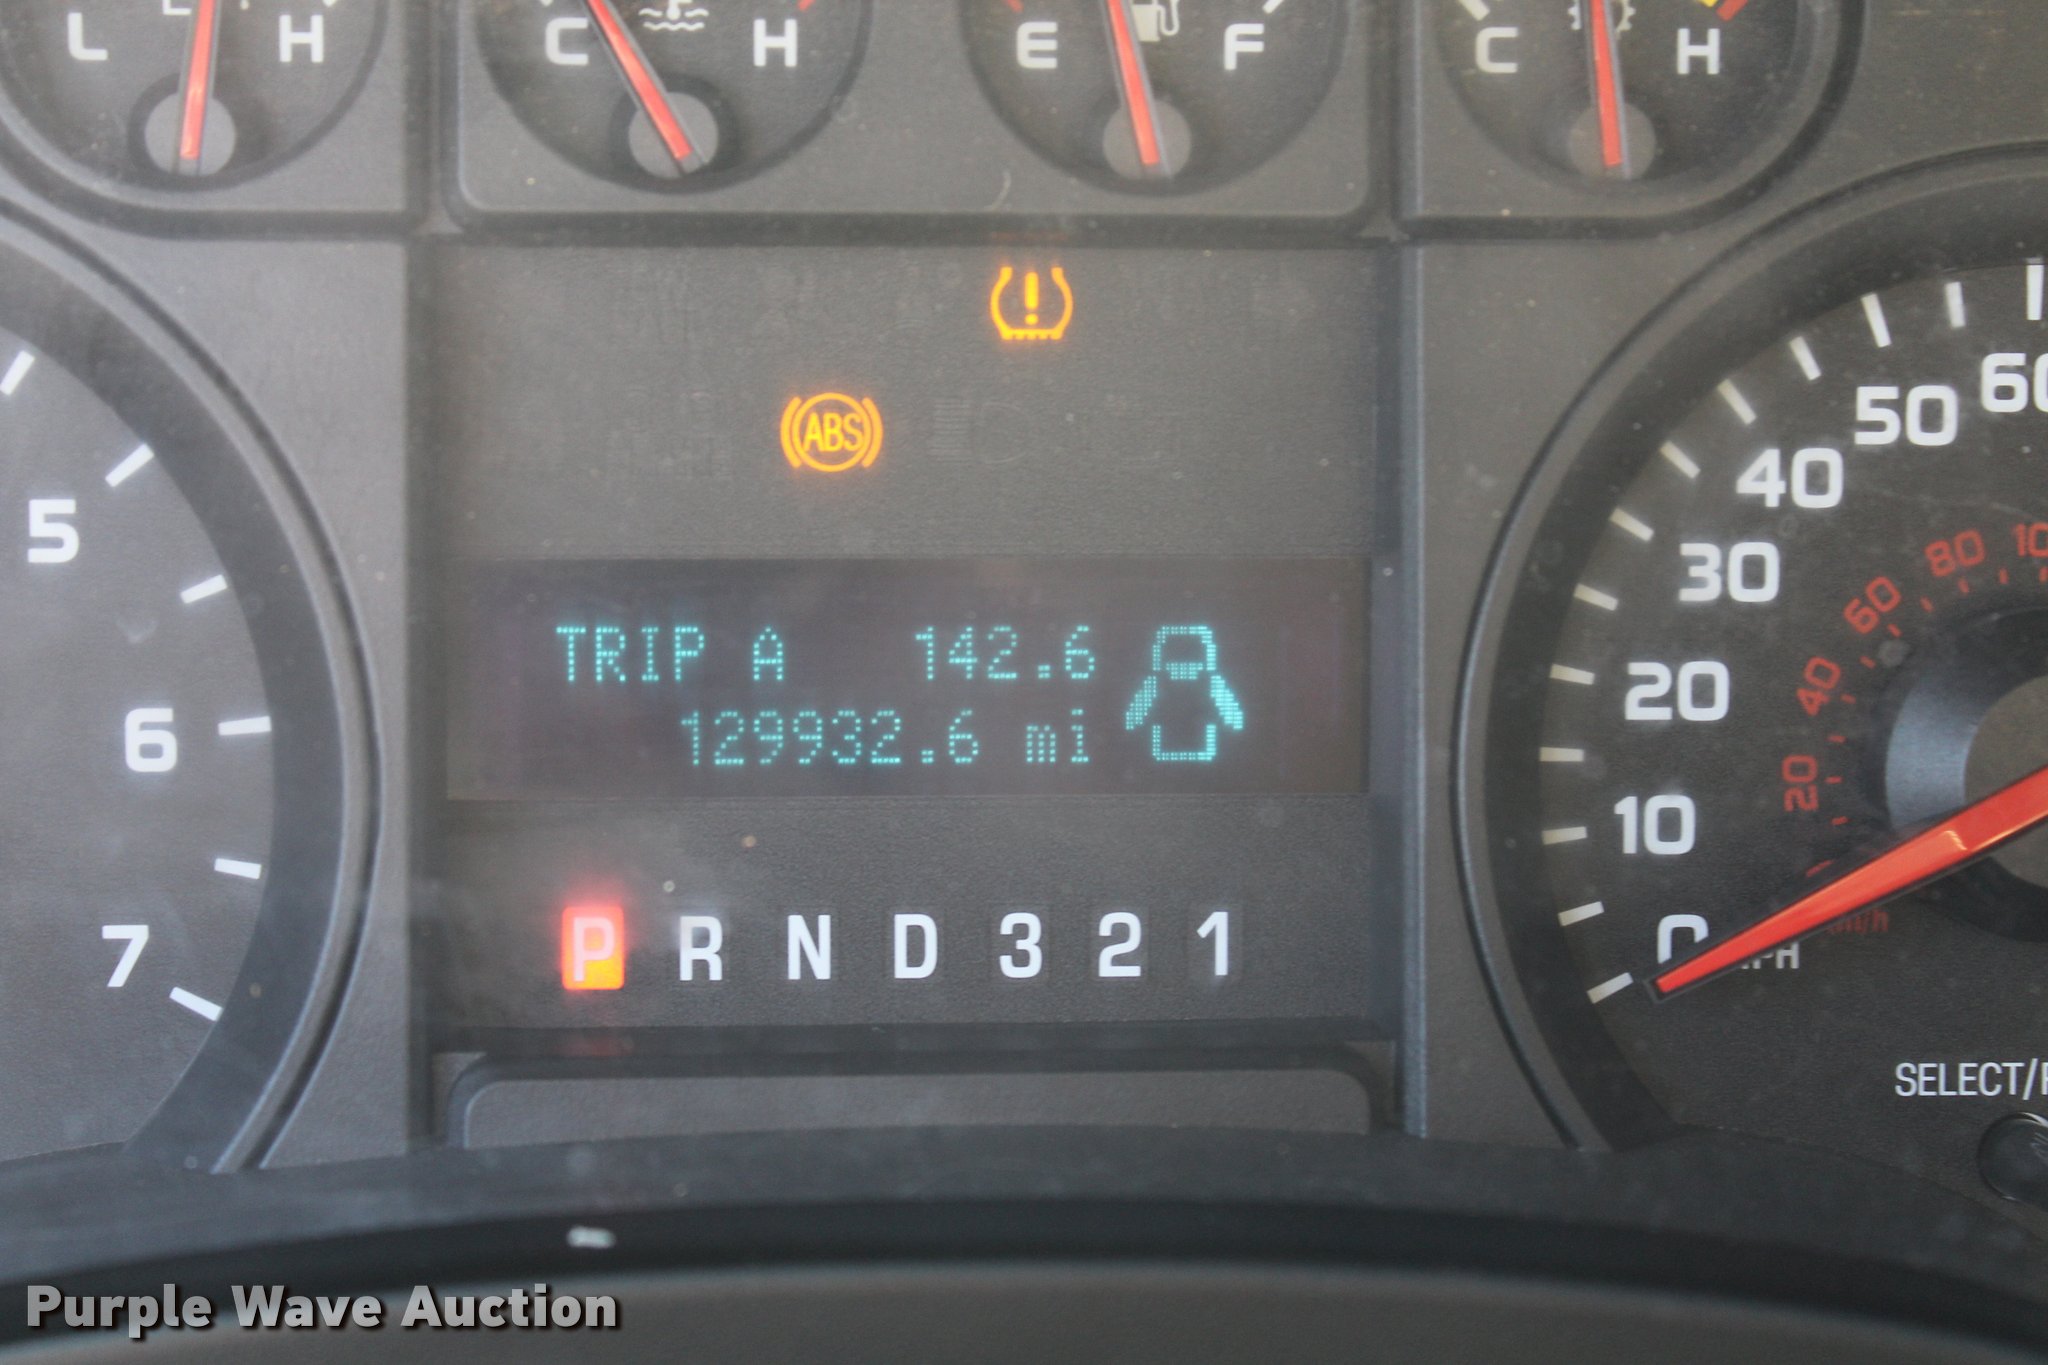 L H
C H
E F
C H
ABS
5
6
7
TRIP A 142.6
129932.6 mi
P R N D 3 2 1
0
10
20
30
40
50
20
40
60
80
SELECT/
Purple Wave Auction